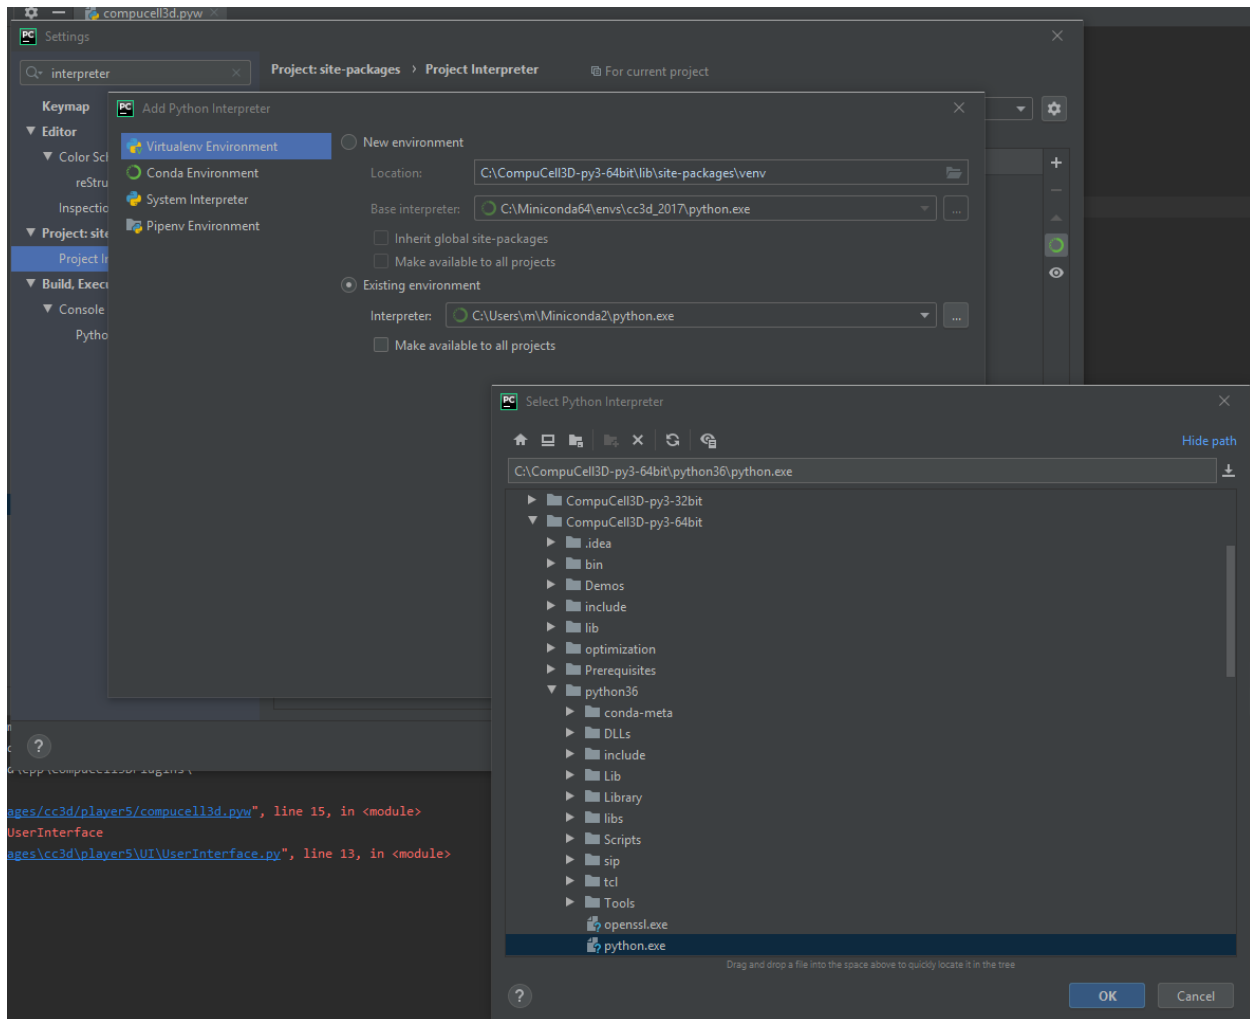 compucell3d.pyw
Settings
interpreter
Project: site-packages › Project Interpreter
For current project
Keymap
Editor
Color Scl
reStru
Inspectio
Project: site
Project In
Build, Execu
Console
Pytho
Add Python Interpreter
Virtualenv Environment
Conda Environment
System Interpreter
Pipenv Environment
New environment
Location: C:\CompuCell3D-py3-64bit\lib\site-packages\venv
Base interpreter: C:\Miniconda64\envs\cc3d_2017\python.exe ...
Inherit global site-packages
Make available to all projects
Existing environment
Interpreter: C:\Users\m\Miniconda2\python.exe ...
Make available to all projects
Select Python Interpreter
Hide path
C:\CompuCell3D-py3-64bit\python36\python.exe
CompuCell3D-py3-32bit
CompuCell3D-py3-64bit
.idea
bin
Demos
include
lib
optimization
Prerequisites
python36
conda-meta
DLLs
include
Lib
Library
libs
Scripts
sip
tcl
Tools
openssl.exe
python.exe
Drag and drop a file into the space above to quickly locate it in the tree
? OK Cancel
?
ages/cc3d/player5/compucell3d.pyw", line 15, in <module>
UserInterface
ages\cc3d\player5\UI\UserInterface.py", line 13, in <module>